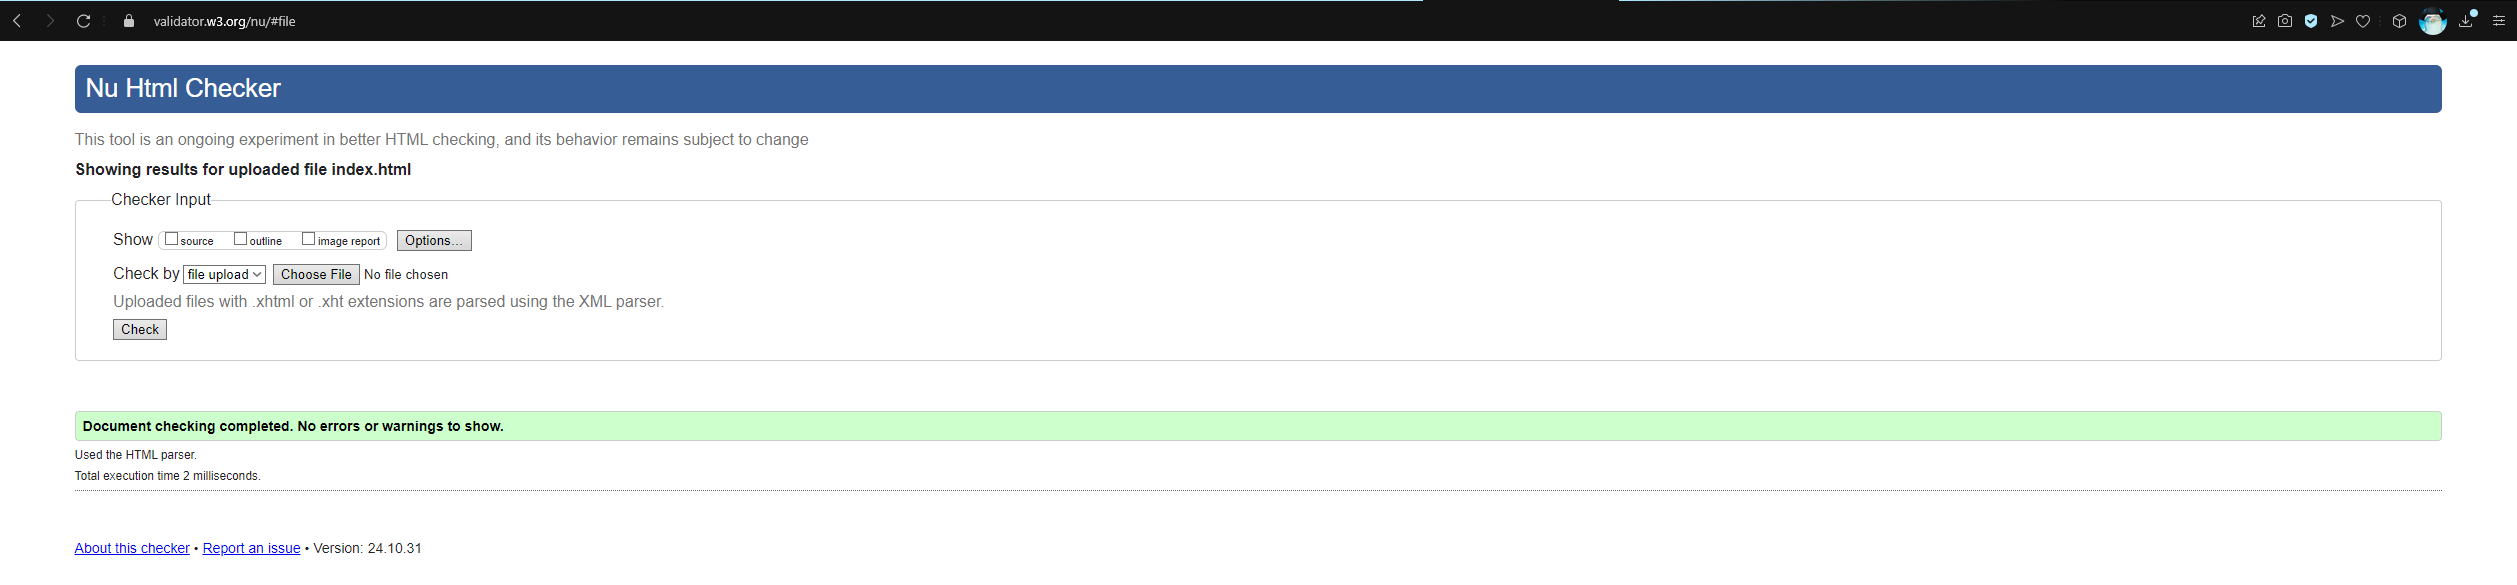 validator.w3.org/nu/#file
Nu Html Checker
This tool is an ongoing experiment in better HTML checking, and its behavior remains subject to change
Showing results for uploaded file index.html
Checker Input
Show source outline image report Options...
Check by file upload Choose File No file chosen
Uploaded files with .xhtml or .xht extensions are parsed using the XML parser.
Check
Document checking completed. No errors or warnings to show.
Used the HTML parser.
Total execution time 2 milliseconds.
About this checker • Report an issue • Version: 24.10.31